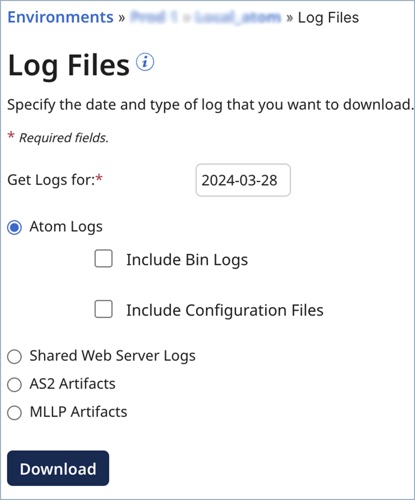 Environments » » » Log Files
Log Files i
Specify the date and type of log that you want to download.
* Required fields.
Get Logs for:* 2024-03-28
Atom Logs
Include Bin Logs
Include Configuration Files
Shared Web Server Logs
AS2 Artifacts
MLLP Artifacts
Download